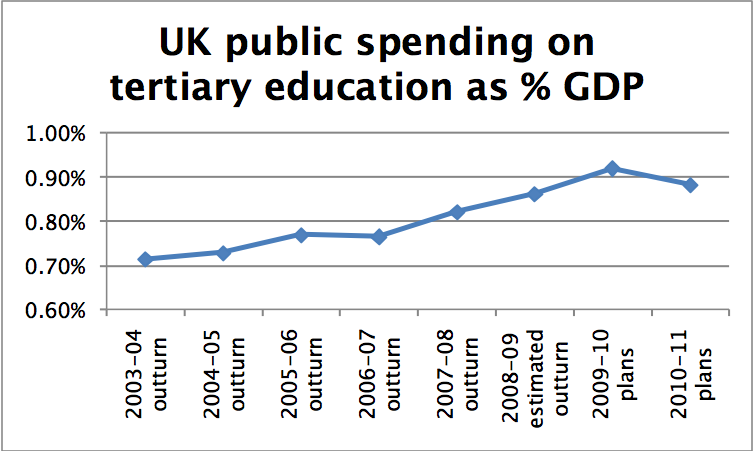 UK public spending on
tertiary education as % GDP
1.00%
0.90%
0.80%
0.70%
0.60%
2003-04
outturn
2004-05
outturn
2005-06
outturn
2006-07
outturn
2007-08
outturn
2008-09
estimated
outturn
2009-10
plans
2010-11
plans